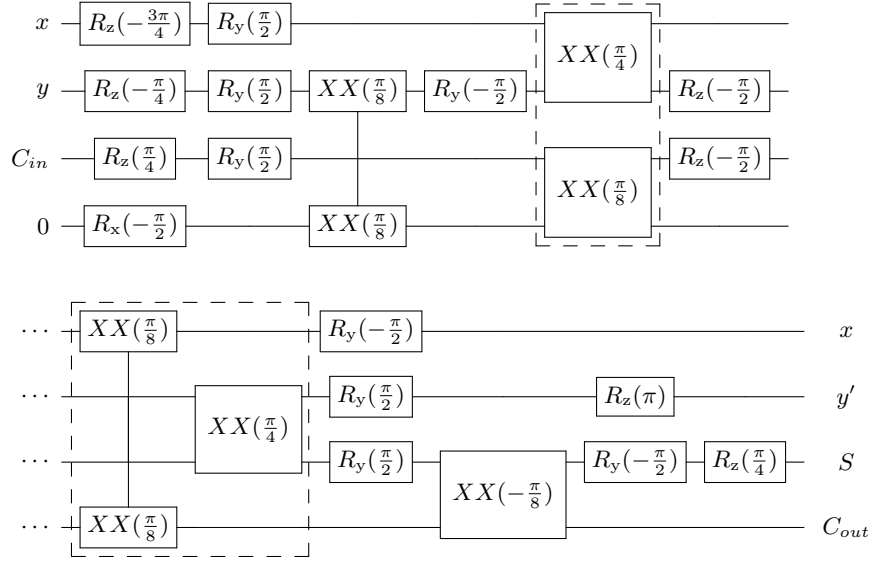 x R_z(-3π/4) R_y(π/2) XX(π/4)
y R_z(-π/4) R_y(π/2) XX(π/8) R_y(-π/2) R_z(-π/2)
C_in R_z(π/4) R_y(π/2) XX(π/8) R_z(-π/2)
0 R_x(-π/2) XX(π/8)
··· XX(π/8) R_y(-π/2) x
··· XX(π/4) R_y(π/2) R_z(π) y′
··· R_y(π/2) XX(-π/8) R_y(-π/2) R_z(π/4) S
··· XX(π/8) C_out